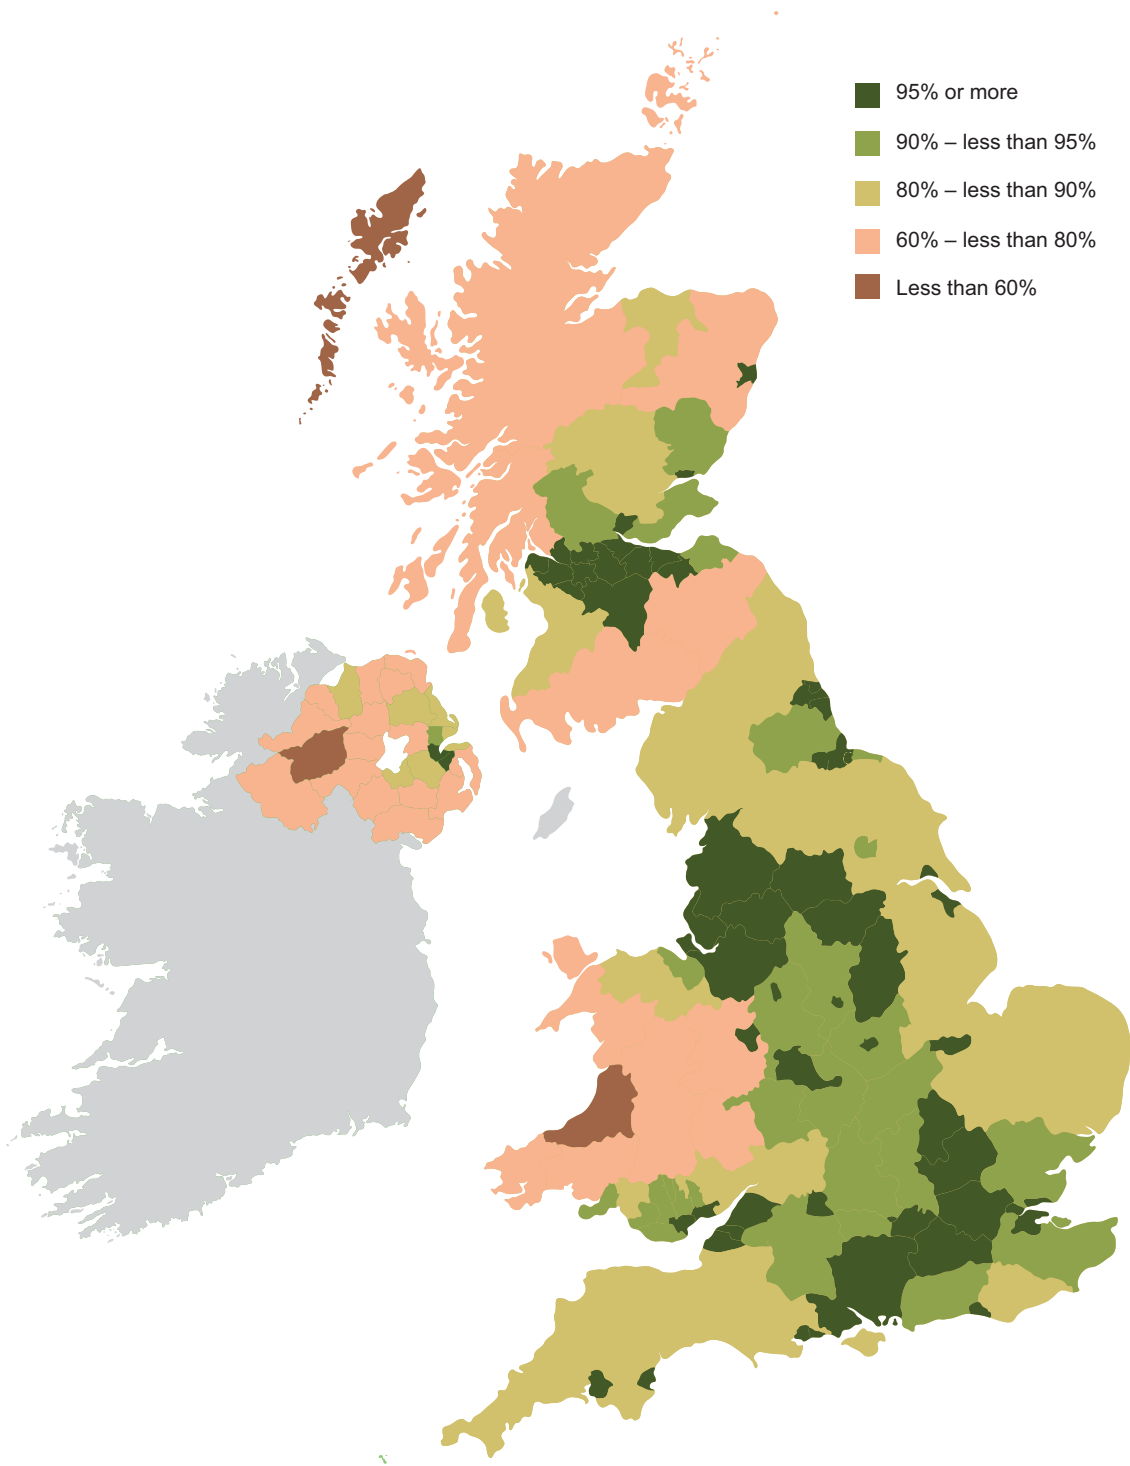 95% or more
90% – less than 95%
80% – less than 90%
60% – less than 80%
Less than 60%